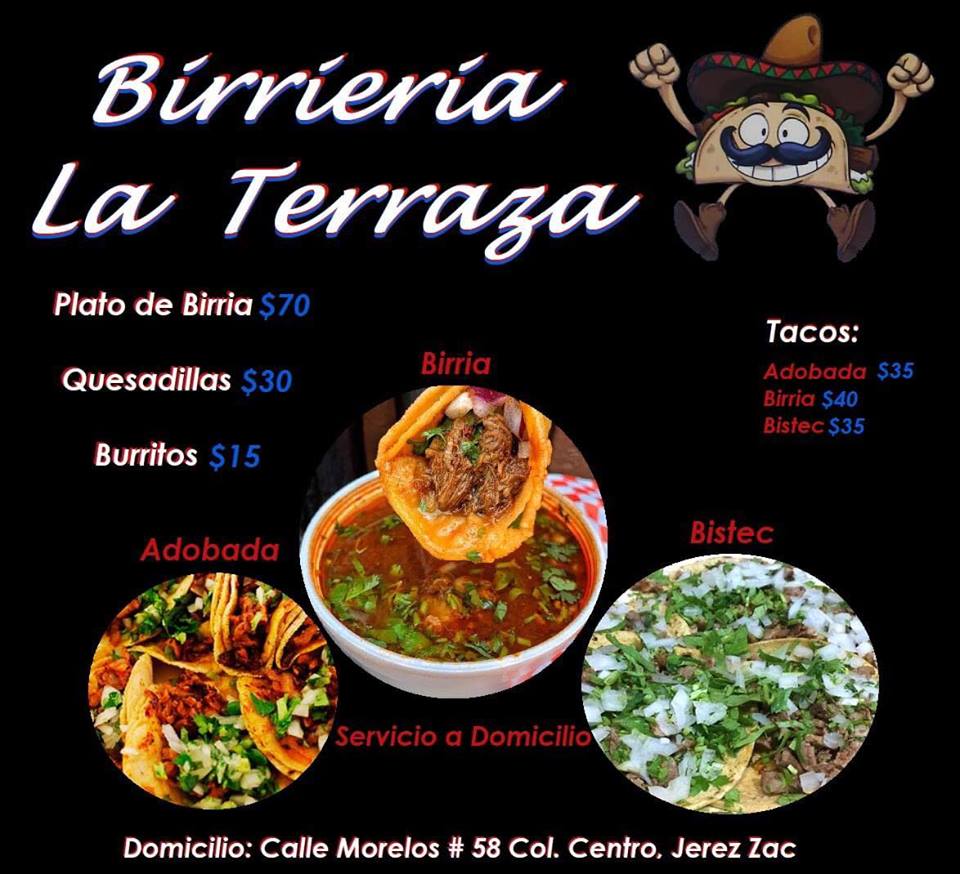 Birrieria
La Terraza
Plato de Birria $70
Quesadillas $30
Burritos $15
Tacos:
Adobada $35
Birria $40
Bistec $35
Birria
Adobada
Bistec
Servicio a Domicilio
Domicilio: Calle Morelos # 58 Col. Centro, Jerez Zac